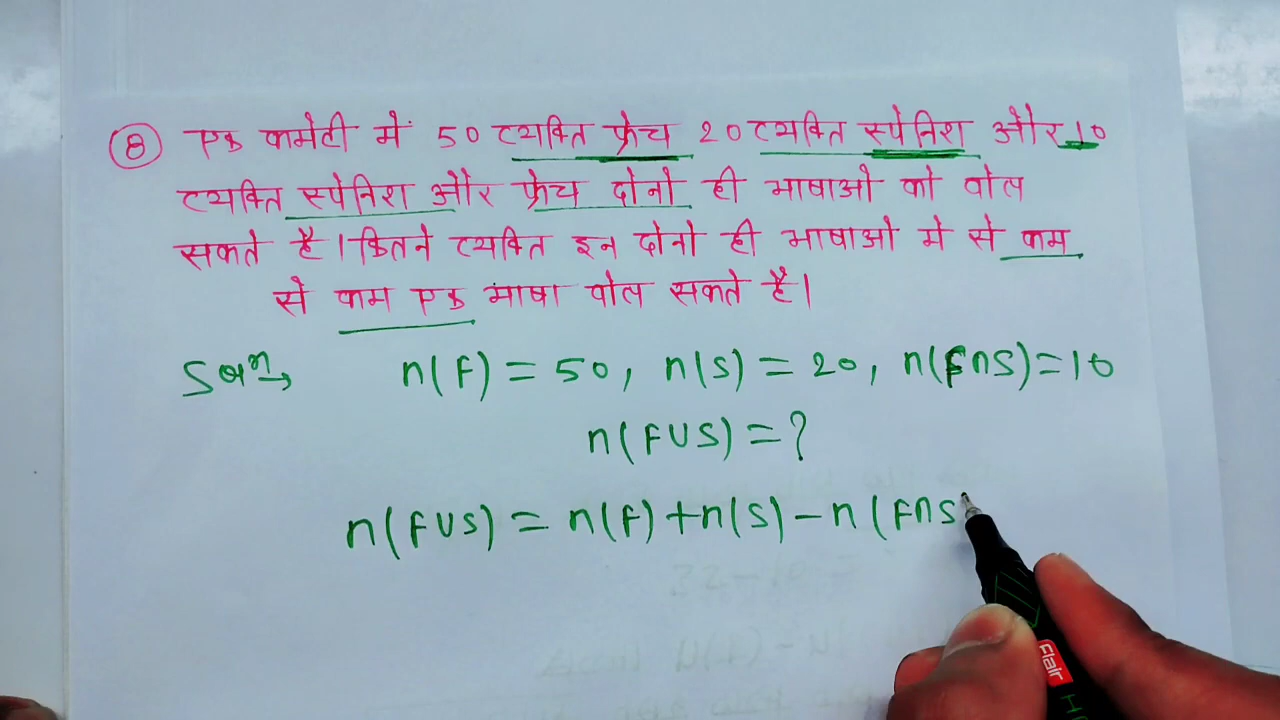 ⑧ एक कमेटी में 50 व्यक्ति फ्रेच 20 व्यक्ति स्पेनिश और 10
व्यक्ति स्पेनिश और फ्रेच दोनो ही भाषाओ को बोल
सकते है। कितने व्यक्ति इन दोनो ही भाषाओ मे से कम
से कम एक भाषा बोल सकते है।
Solⁿ→ n(F) = 50, n(S) = 20, n(F∩S) = 10
n(F∪S) = ?
n(F∪S) = n(F) + n(S) − n(F∩S
Flair